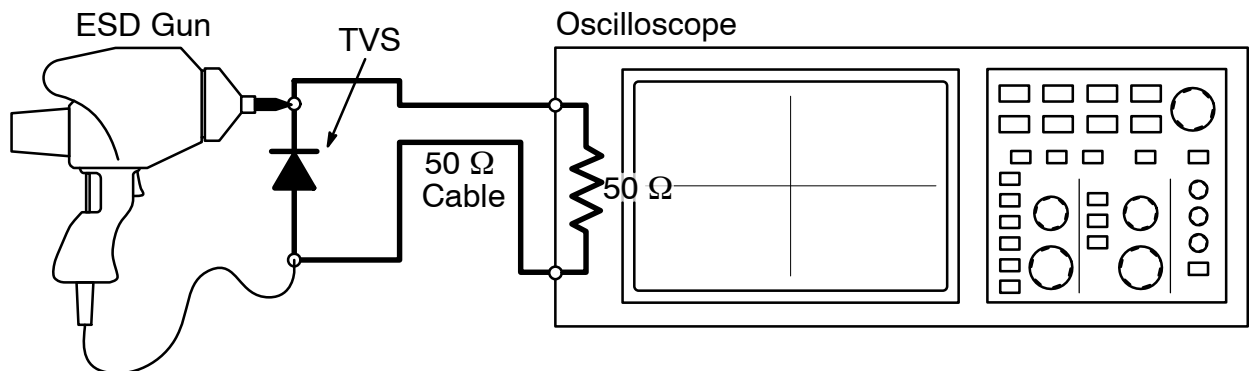 ESD Gun
TVS
Oscilloscope
50 Ω
Cable
50 Ω